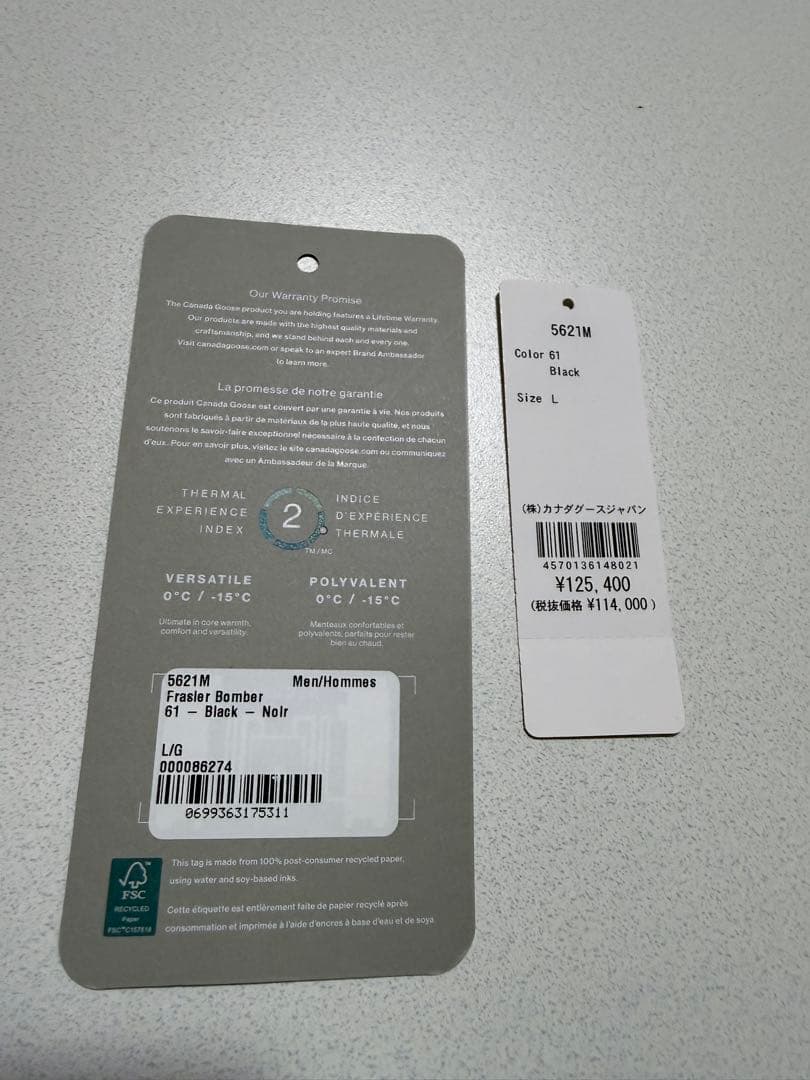 Our Warranty Promise
The Canada Goose product you are holding features a Lifetime Warranty.
Our products are made with the highest quality materials and
craftsmanship, and we stand behind each and every one.
Visit canadagoose.com or speak to an expert Brand Ambassador
to learn more.
La promesse de notre garantie
Ce produit Canada Goose est couvert par une garantie à vie. Nos produits
sont fabriqués à partir de matériaux de la plus haute qualité, et nous
soutenons le savoir-faire exceptionnel nécessaire à la confection de chacun
d'eux. Pour en savoir plus, visitez le site canadagoose.com ou communiquez
avec un Ambassadeur de la Marque.
THERMAL
EXPERIENCE
INDEX
2
TM/MC
INDICE
D'EXPÉRIENCE
THERMALE
VERSATILE
0°C / -15°C
Ultimate in core warmth,
comfort and versatility.
POLYVALENT
0°C / -15°C
Manteaux confortables et
polyvalents, parfaits pour rester
bien au chaud.
5621M Men/Hommes
Frasier Bomber
61 - Black - Noir
L/G
000086274
0699363175311
FSC
RECYCLED
Paper
FSC™C157818
This tag is made from 100% post-consumer recycled paper,
using water and soy-based inks.
Cette étiquette est entièrement faite de papier recyclé après
consommation et imprimée à l'aide d'encres à base d'eau et de soya.
5621M
Color 61
Black
Size L
(株)カナダグースジャパン
4570136148021
¥125,400
(税抜価格 ¥114,000 )